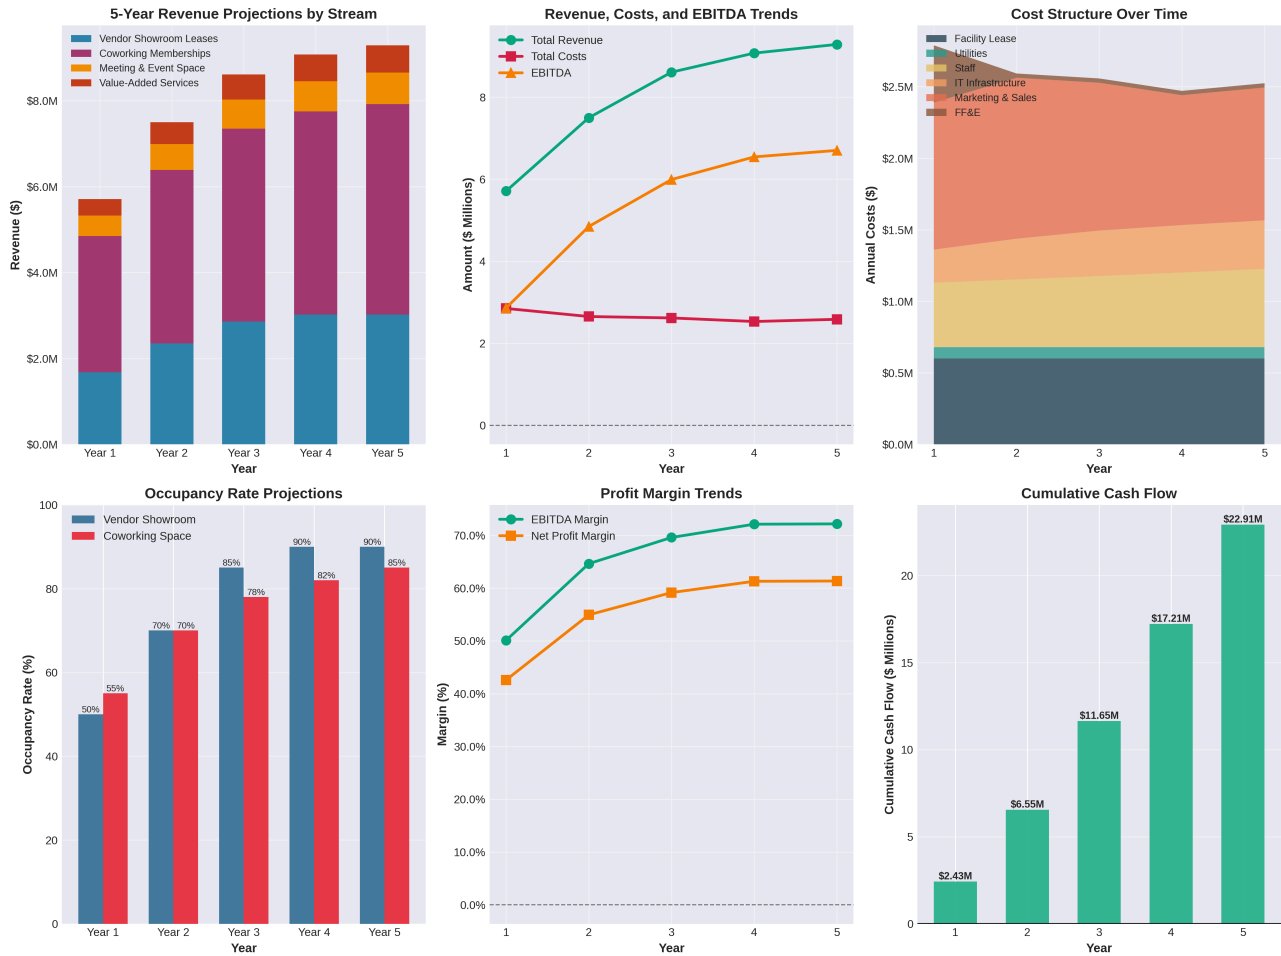 5-Year Revenue Projections by Stream
Vendor Showroom Leases
Coworking Memberships
Meeting & Event Space
Value-Added Services
Revenue ($)
$8.0M
$6.0M
$4.0M
$2.0M
$0.0M
Year 1 Year 2 Year 3 Year 4 Year 5
Year
Revenue, Costs, and EBITDA Trends
Total Revenue
Total Costs
EBITDA
Amount ($ Millions)
8
6
4
2
0
1 2 3 4 5
Year
Cost Structure Over Time
Facility Lease
Utilities
Staff
IT Infrastructure
Marketing & Sales
FF&E
Annual Costs ($)
$2.5M
$2.0M
$1.5M
$1.0M
$0.5M
$0.0M
1 2 3 4 5
Year
Occupancy Rate Projections
Vendor Showroom
Coworking Space
Occupancy Rate (%)
100
80
60
40
20
0
50% 55% 70% 70% 85% 78% 90% 82% 90% 85%
Year 1 Year 2 Year 3 Year 4 Year 5
Year
Profit Margin Trends
EBITDA Margin
Net Profit Margin
Margin (%)
70.0%
60.0%
50.0%
40.0%
30.0%
20.0%
10.0%
0.0%
1 2 3 4 5
Year
Cumulative Cash Flow
Cumulative Cash Flow ($ Millions)
20
15
10
5
0
$2.43M
$6.55M
$11.65M
$17.21M
$22.91M
1 2 3 4 5
Year